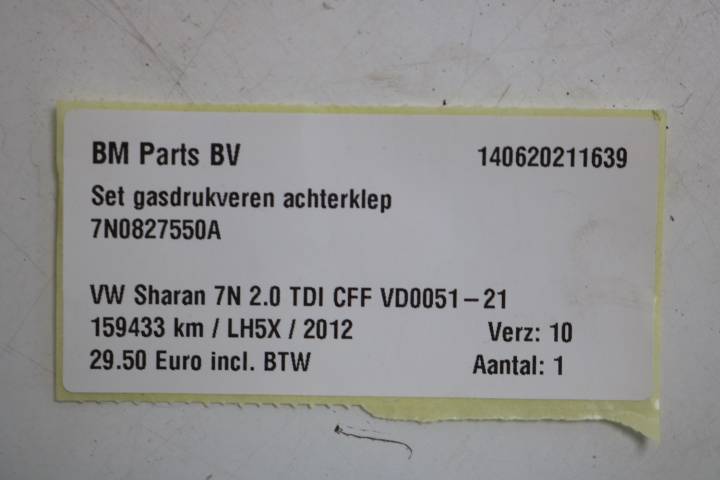 BM Parts BV 140620211639
Set gasdrukveren achterklep
7N0827550A
VW Sharan 7N 2.0 TDI CFF VD0051-21
159433 km / LH5X / 2012 Verz: 10
29.50 Euro incl. BTW Aantal: 1